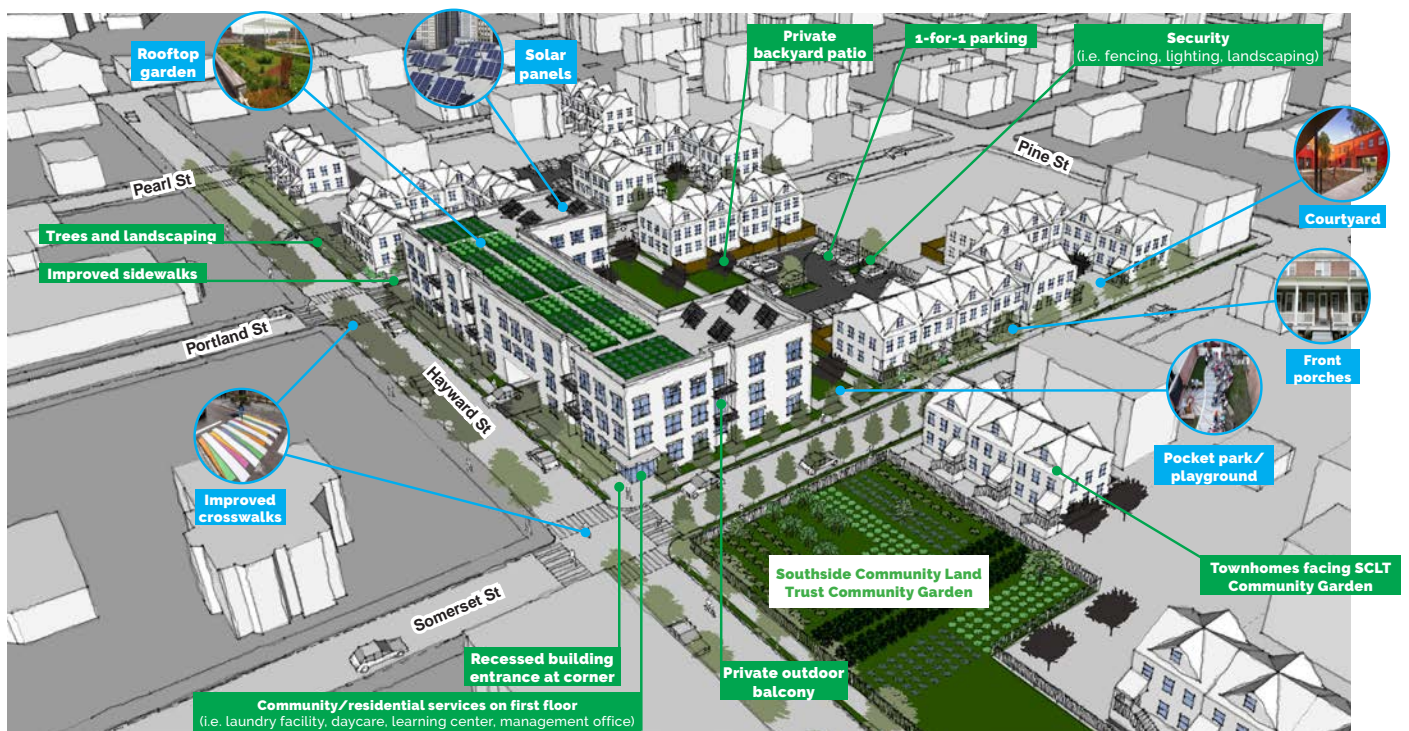 Rooftop
garden
Solar
panels
Private
backyard patio
1-for-1 parking
Security
(i.e. fencing, lighting, landscaping)
Pine St
Pearl St
Courtyard
Trees and landscaping
Improved sidewalks
Portland St
Hayward St
Front
porches
Pocket park/
playground
Improved
crosswalks
Southside Community Land
Trust Community Garden
Townhomes facing SCLT
Community Garden
Somerset St
Recessed building
entrance at corner
Private outdoor
balcony
Community/residential services on first floor
(i.e. laundry facility, daycare, learning center, management office)